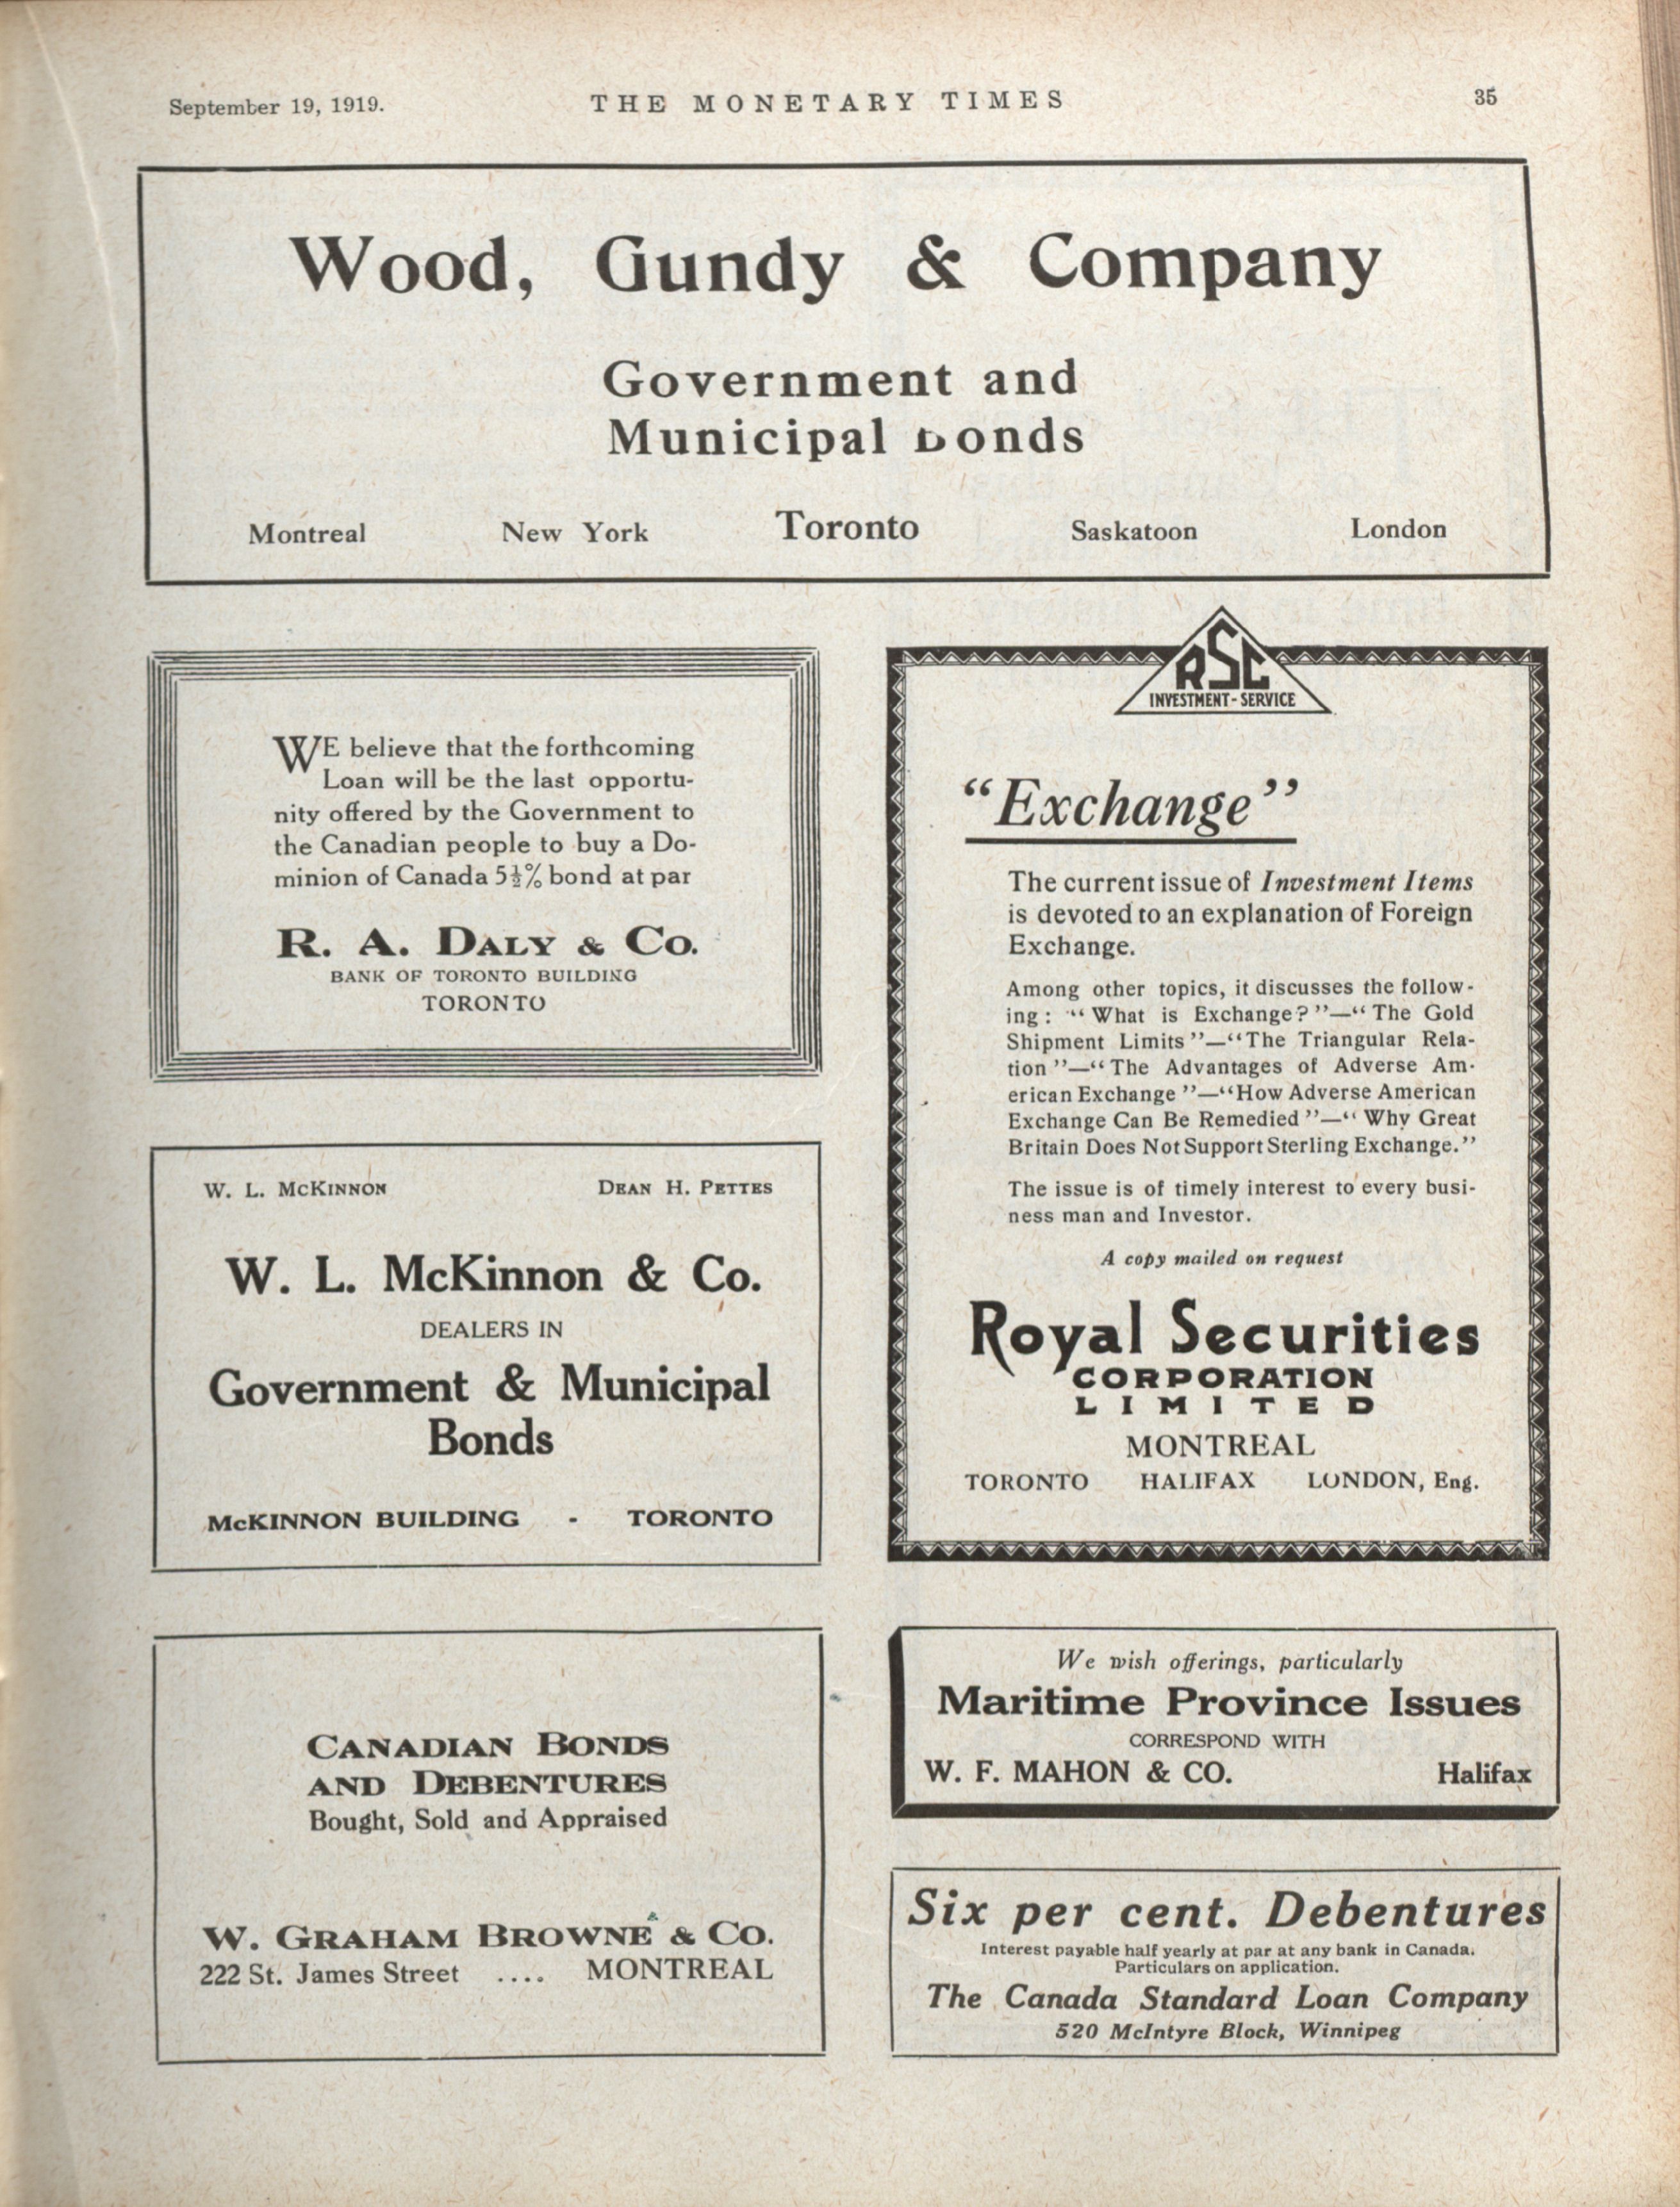 September 19, 1919.
THE MONETARY TIMES
35
Wood, Gundy & Company
Government and
Municipal Bonds
Montreal New York Toronto Saskatoon London
WE believe that the forthcoming
Loan will be the last opportu-
nity offered by the Government to
the Canadian people to buy a Do-
minion of Canada 5½% bond at par
R. A. DALY & CO.
BANK OF TORONTO BUILDING
TORONTO
W. L. MCKINNON DEAN H. PETTES
W. L. McKinnon & Co.
DEALERS IN
Government & Municipal
Bonds
McKINNON BUILDING - TORONTO
CANADIAN BONDS
AND DEBENTURES
Bought, Sold and Appraised
W. GRAHAM BROWNE & CO.
222 St. James Street .... MONTREAL
RSC
INVESTMENT-SERVICE
“Exchange”
The current issue of Investment Items
is devoted to an explanation of Foreign
Exchange.
Among other topics, it discusses the follow-
ing: “What is Exchange?”—“The Gold
Shipment Limits”—“The Triangular Rela-
tion”—“The Advantages of Adverse Am-
erican Exchange”—“How Adverse American
Exchange Can Be Remedied”—“Why Great
Britain Does Not Support Sterling Exchange.”
The issue is of timely interest to every busi-
ness man and Investor.
A copy mailed on request
Royal Securities
CORPORATION
LIMITED
MONTREAL
TORONTO HALIFAX LONDON, Eng.
We wish offerings, particularly
Maritime Province Issues
CORRESPOND WITH
W. F. MAHON & CO. Halifax
Six per cent. Debentures
Interest payable half yearly at par at any bank in Canada.
Particulars on application.
The Canada Standard Loan Company
520 McIntyre Block, Winnipeg